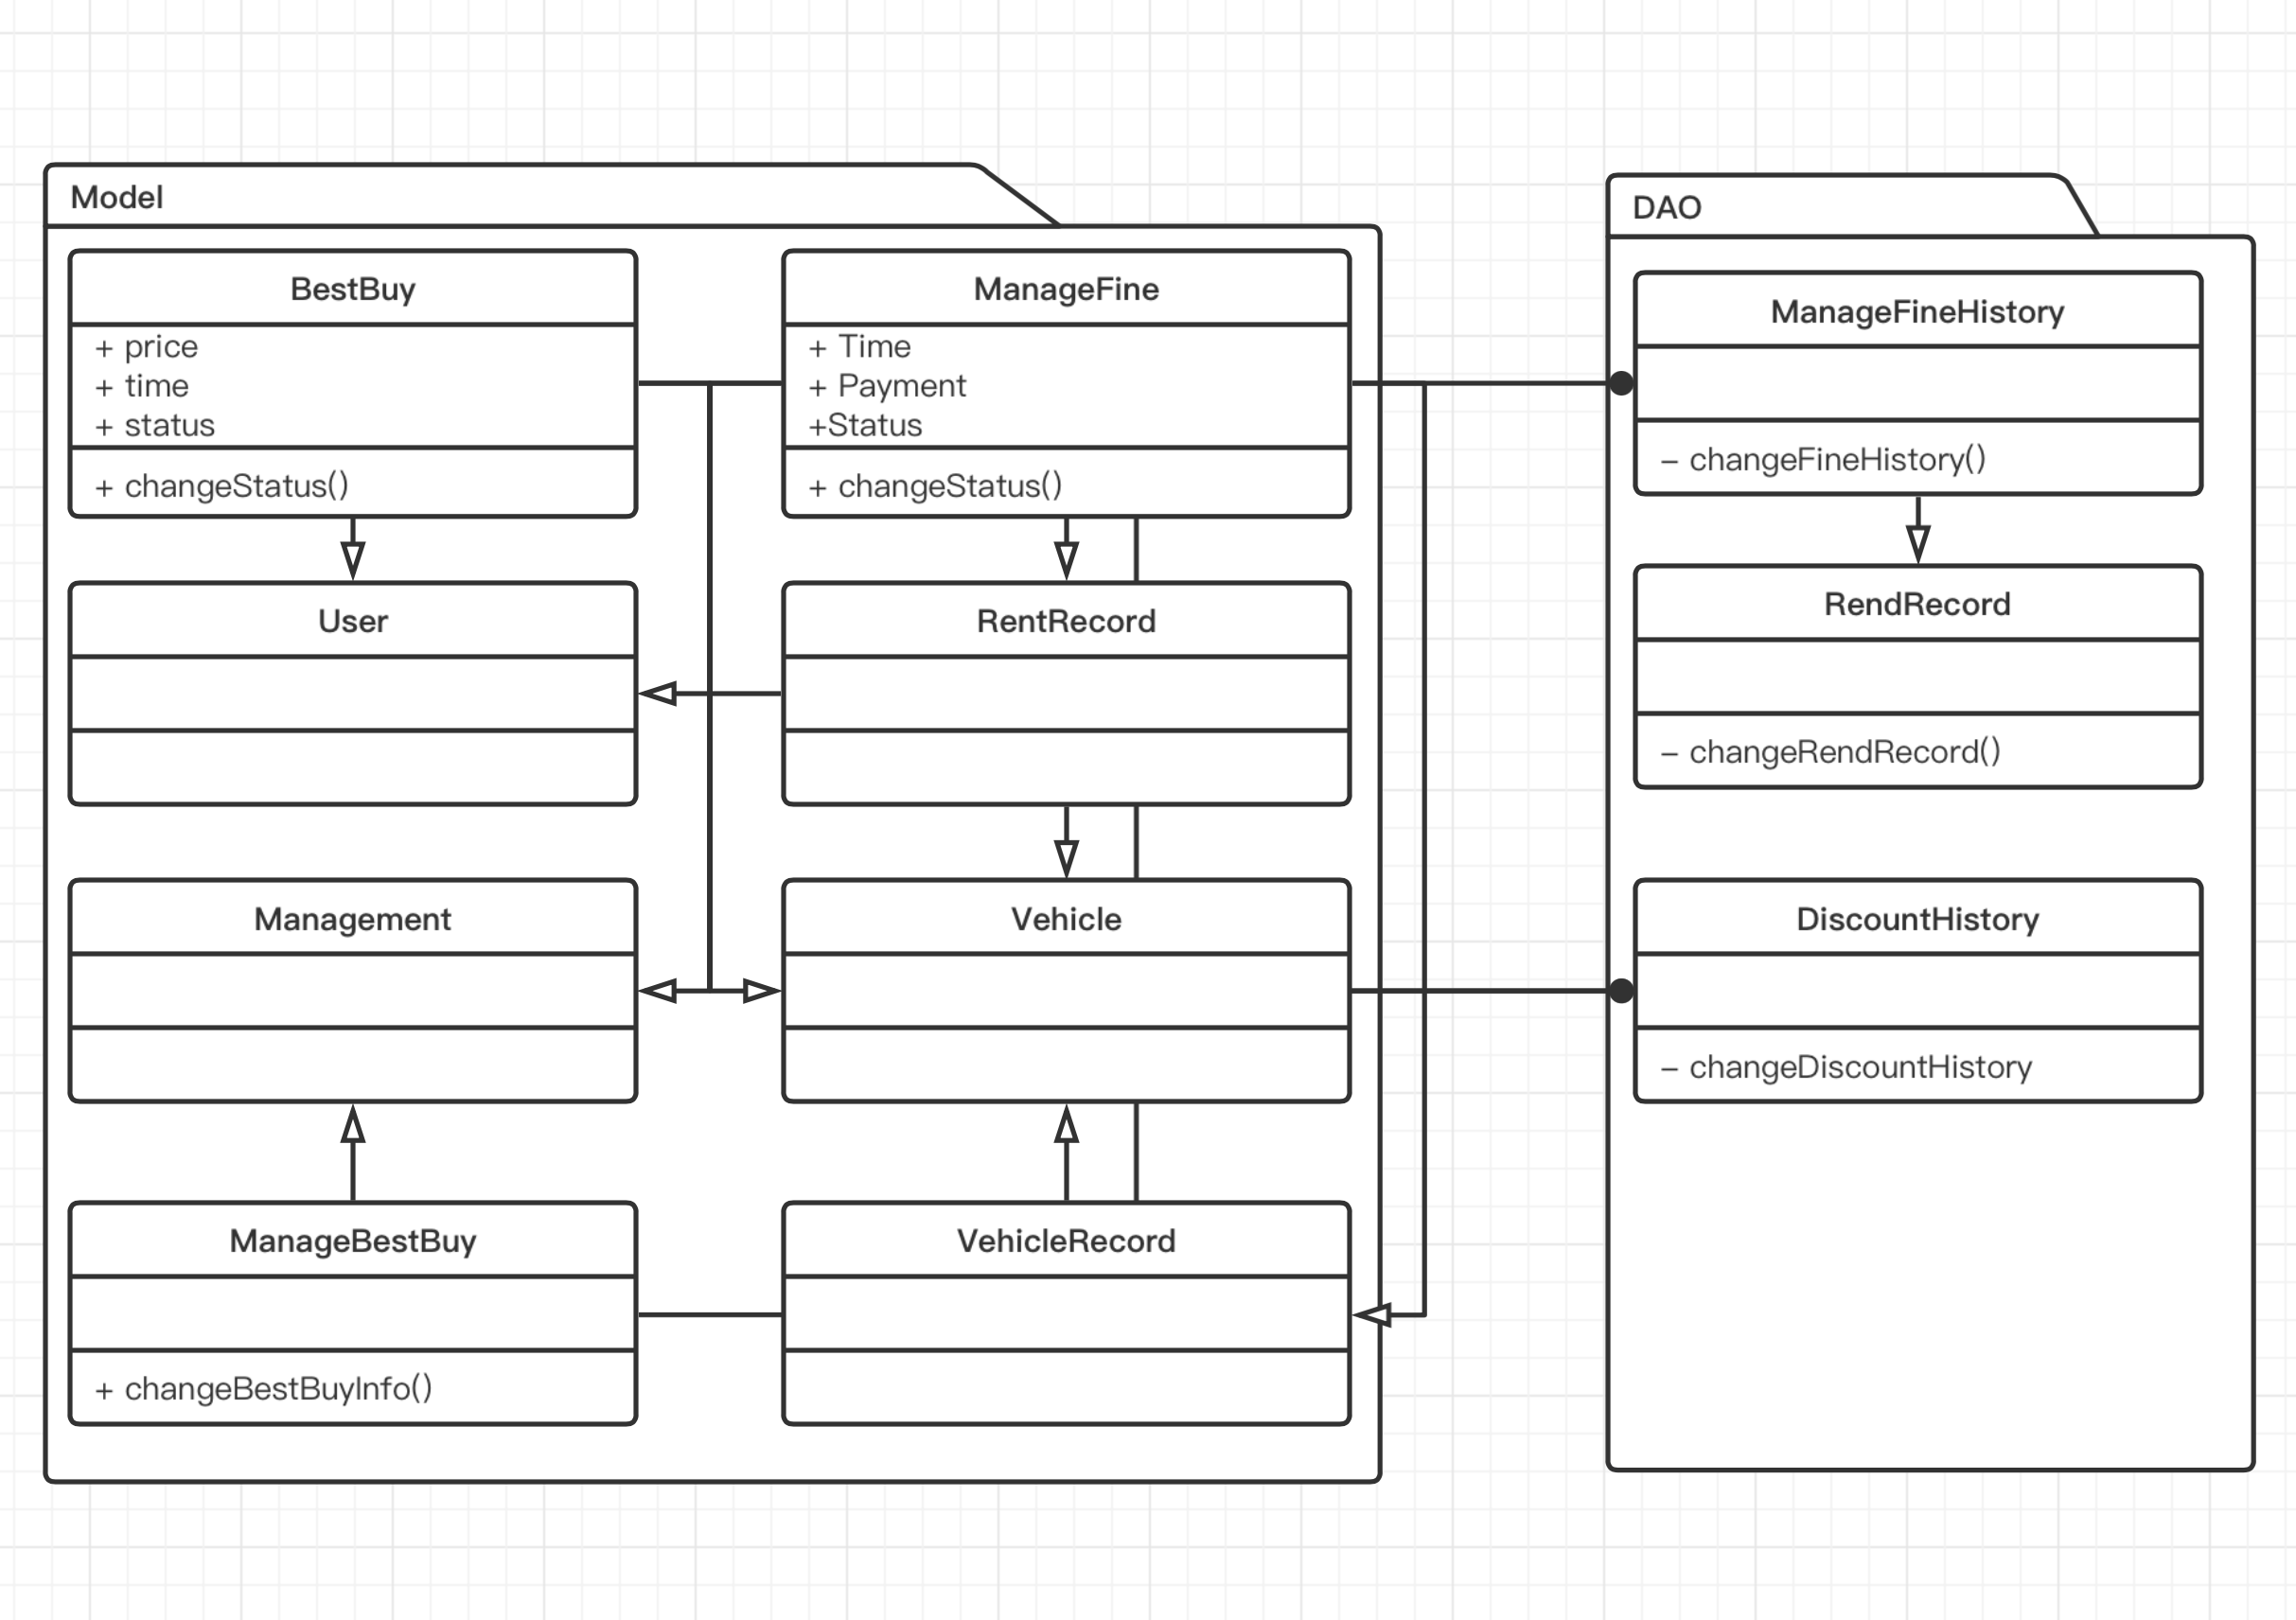 Model
BestBuy
+ price
+ time
+ status
+ changeStatus()
ManageFine
+ Time
+ Payment
+Status
+ changeStatus()
User
RentRecord
Management
Vehicle
ManageBestBuy
+ changeBestBuyInfo()
VehicleRecord
DAO
ManageFineHistory
– changeFineHistory()
RendRecord
– changeRendRecord()
DiscountHistory
– changeDiscountHistory